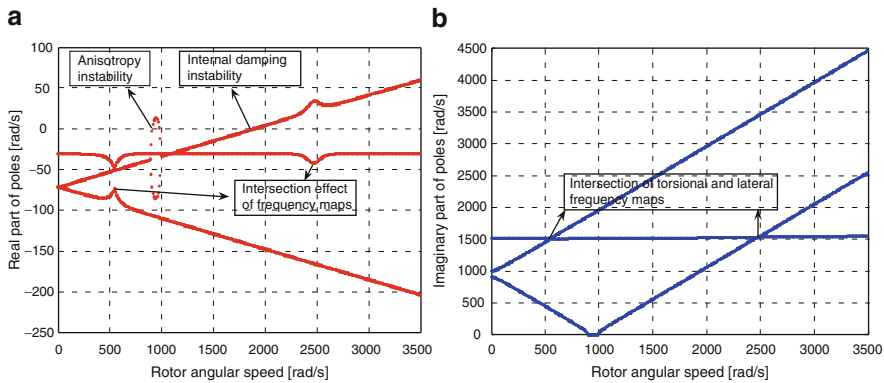 a
Anisotropy
instability
Internal damping
instability
Intersection effect
of frequency maps
Real part of poles [rad/s]
100
50
0
−50
−100
−150
−200
−250
0
500
1000
1500
2000
2500
3000
3500
Rotor angular speed [rad/s]
b
Intersection of torsional and lateral
frequency maps
Imaginary part of poles [rad/s]
4500
4000
3500
3000
2500
2000
1500
1000
500
0
0
500
1000
1500
2000
2500
3000
3500
Rotor angular speed [rad/s]